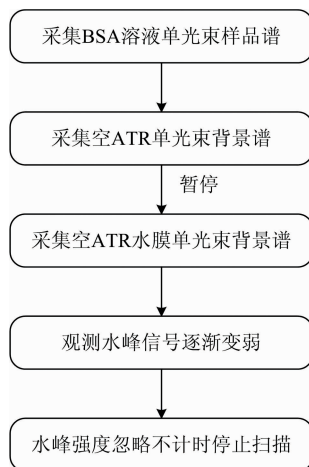 采集BSA溶液单光束样品谱
采集空ATR单光束背景谱
暂停
采集空ATR水膜单光束背景谱
观测水峰信号逐渐变弱
水峰强度忽略不计时停止扫描